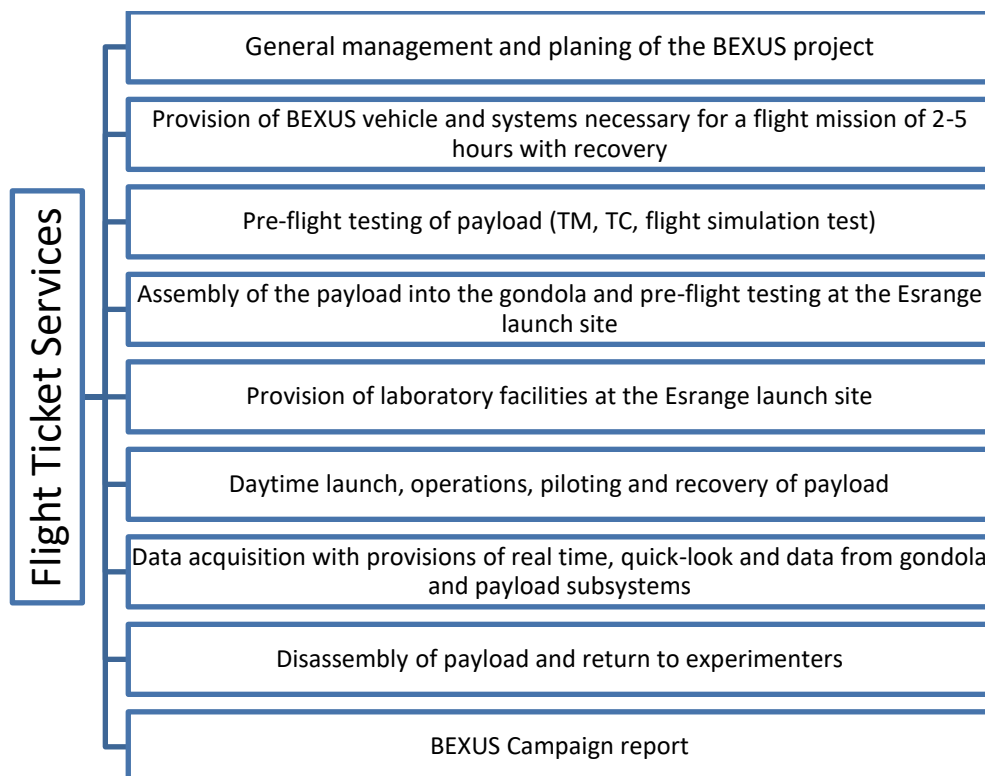 Flight Ticket Services
General management and planing of the BEXUS project
Provision of BEXUS vehicle and systems necessary for a flight mission of 2-5
hours with recovery
Pre-flight testing of payload (TM, TC, flight simulation test)
Assembly of the payload into the gondola and pre-flight testing at the Esrange
launch site
Provision of laboratory facilities at the Esrange launch site
Daytime launch, operations, piloting and recovery of payload
Data acquisition with provisions of real time, quick-look and data from gondola
and payload subsystems
Disassembly of payload and return to experimenters
BEXUS Campaign report